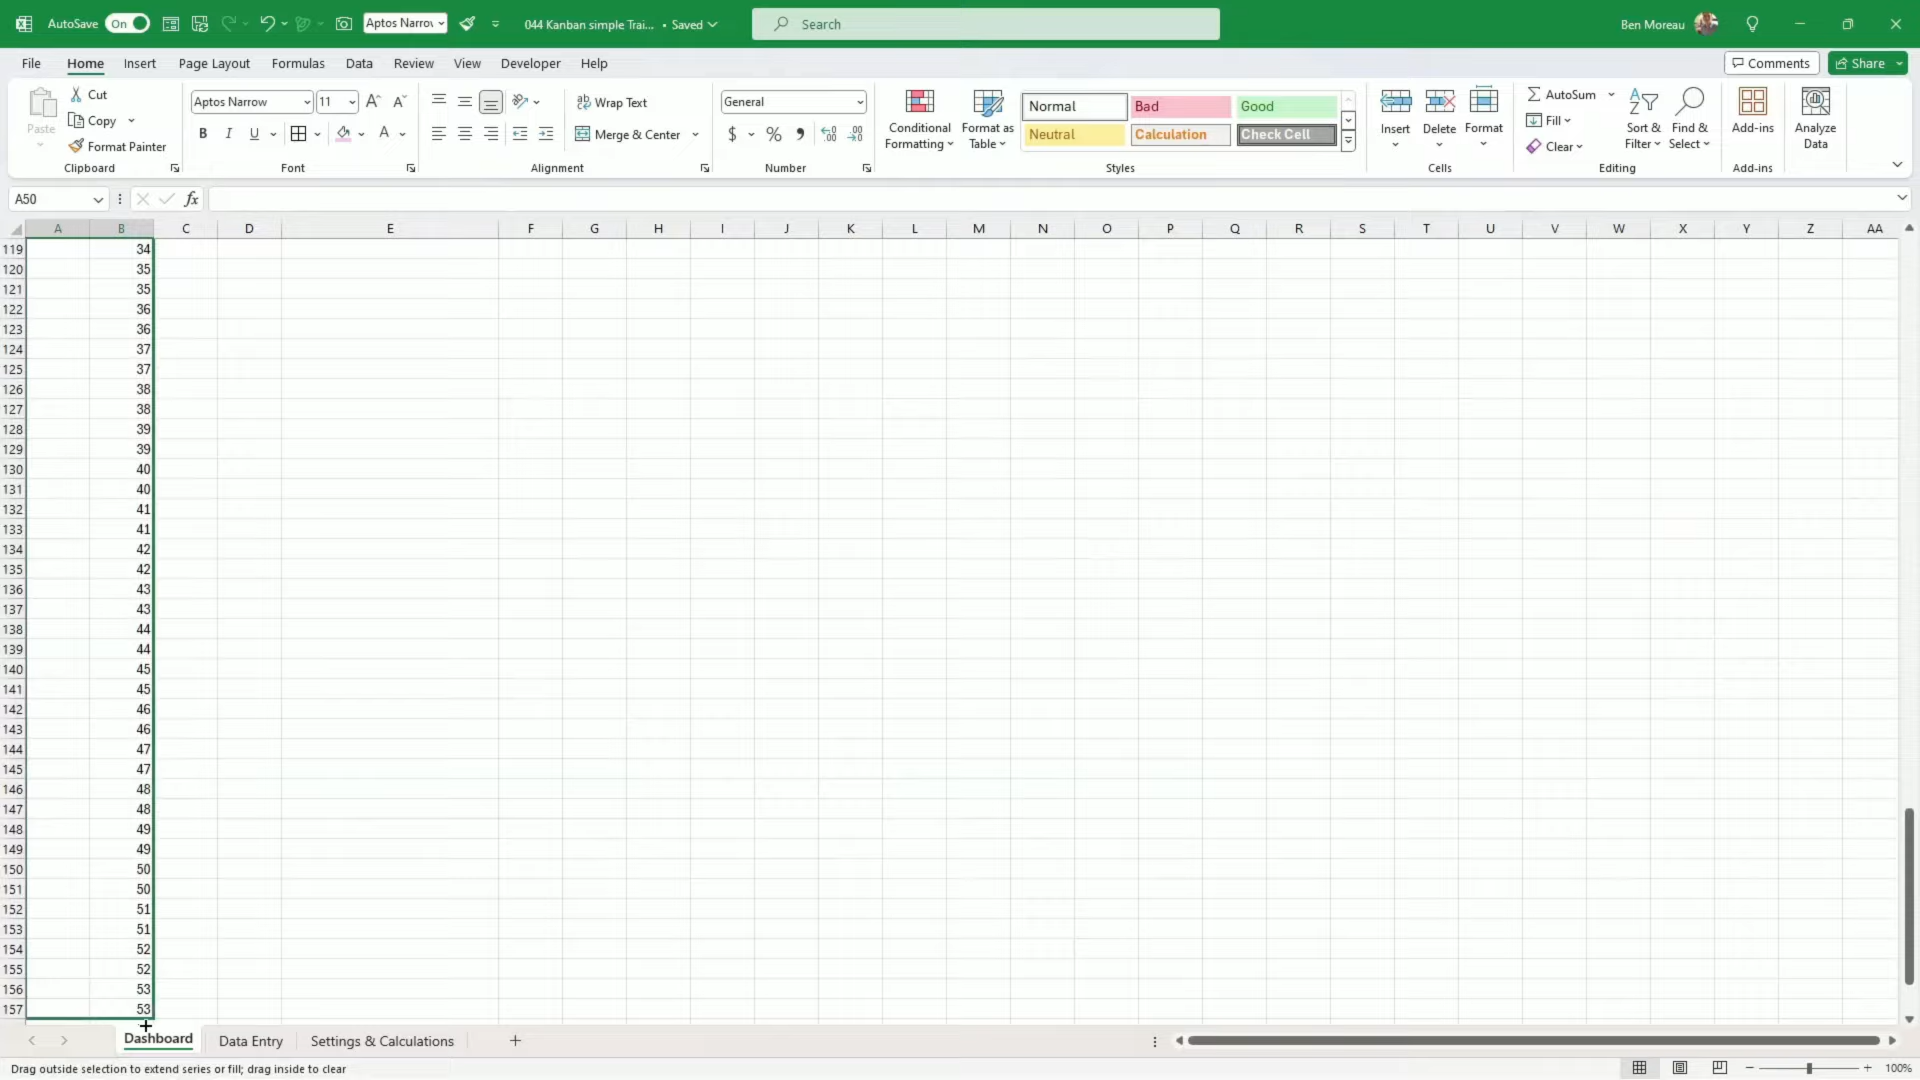 AutoSave On Aptos Narrov 044 Kanban simple Trai... • Saved Search Ben Moreau
File Home Insert Page Layout Formulas Data Review View Developer Help Comments Share
Paste Cut Copy Format Painter Clipboard
Aptos Narrow 11 B I U A Font
Wrap Text Merge & Center Alignment
General $ % , Number
Conditional Formatting Format as Table Normal Bad Good Neutral Calculation Check Cell Styles
Insert Delete Format Cells
AutoSum Fill Clear Sort & Filter Find & Select Editing
Add-ins Add-ins
Analyze Data
A50 fx
A B C D E F G H I J K L M N O P Q R S T U V W X Y Z AA
119 34
120 35
121 35
122 36
123 36
124 37
125 37
126 38
127 38
128 39
129 39
130 40
131 40
132 41
133 41
134 42
135 42
136 43
137 43
138 44
139 44
140 45
141 45
142 46
143 46
144 47
145 47
146 48
147 48
148 49
149 49
150 50
151 50
152 51
153 51
154 52
155 52
156 53
157 53
Dashboard Data Entry Settings & Calculations +
Drag outside selection to extend series or fill; drag inside to clear 100%